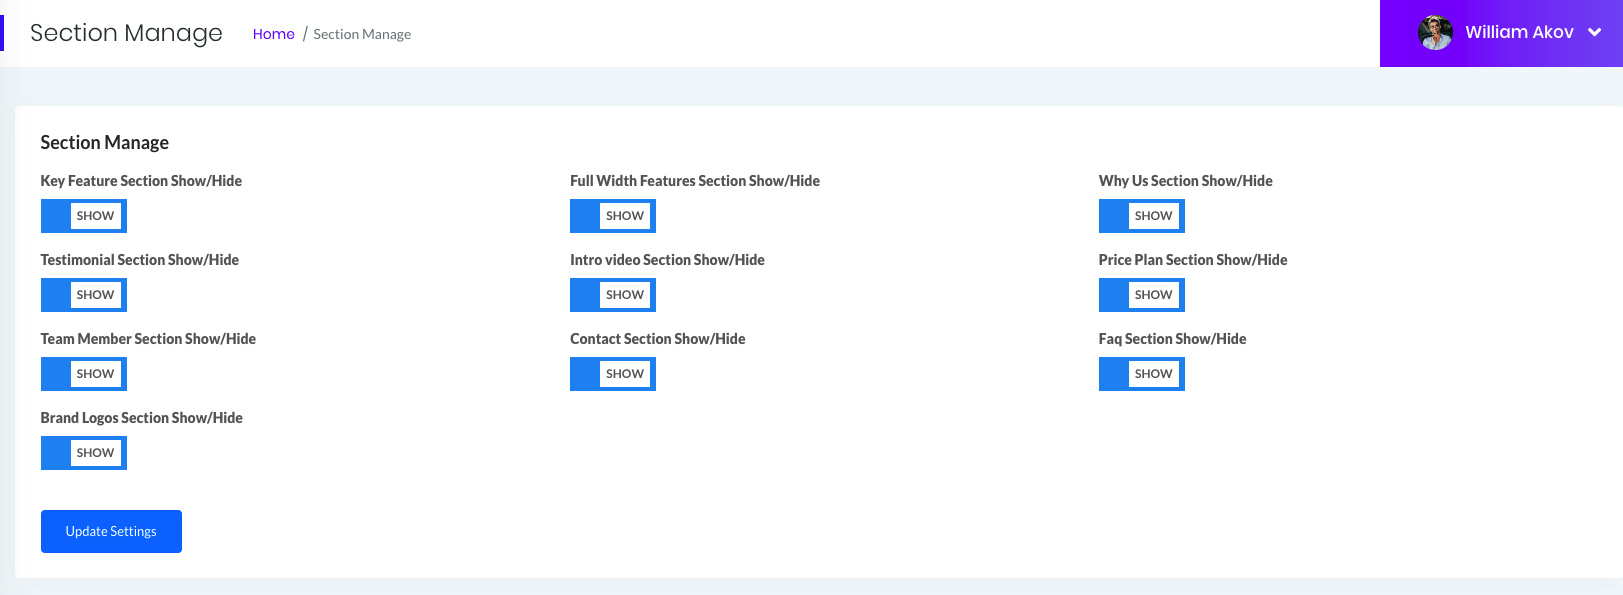 Section Manage
Home / Section Manage
William Akov
Section Manage
Key Feature Section Show/Hide
SHOW
Full Width Features Section Show/Hide
SHOW
Why Us Section Show/Hide
SHOW
Testimonial Section Show/Hide
SHOW
Intro video Section Show/Hide
SHOW
Price Plan Section Show/Hide
SHOW
Team Member Section Show/Hide
SHOW
Contact Section Show/Hide
SHOW
Faq Section Show/Hide
SHOW
Brand Logos Section Show/Hide
SHOW
Update Settings